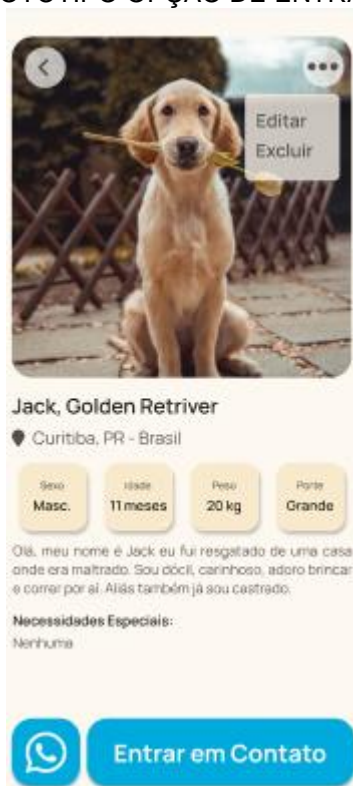 OPÇÃO DE
Editar
Excluir
Jack, Golden Retriver
Curitiba, PR - Brasil
Sexo Idade Peso Porte
Masc. 11 meses 20 kg Grande
Olá, meu nome é Jack eu fui resgatado de uma casa
onde era maltrado. Sou dócil, carinhoso, adoro brincar
e correr por aí. Aliás também já sou castrado.
Necessidades Especiais:
Nenhuma
Entrar em Contato